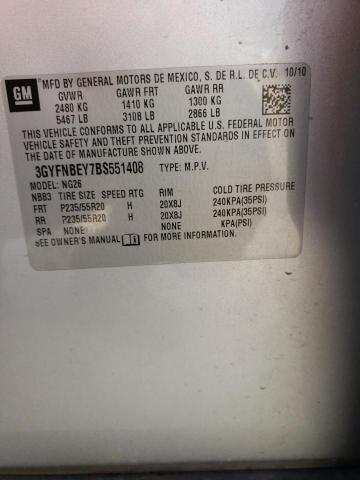 GM
MFD BY GENERAL MOTORS DE MEXICO, S. DE R.L. DE C.V. 10/10
GVWR GAWR FRT GAWR RR
2480 KG 1410 KG 1300 KG
5467 LB 3108 LB 2866 LB
THIS VEHICLE CONFORMS TO ALL APPLICABLE U.S. FEDERAL
VEHICLE SAFETY, BUMPER, AND THEFT PREVENTION STANDARDS IN
EFFECT ON THE DATE OF MANUFACTURE SHOWN ABOVE.
3GYFNBEY7BS551408 TYPE: M.P.V.
MODEL: NG26
NBB3 TIRE SIZE SPEED RTG RIM COLD TIRE PRESSURE
FRT P235/55R20 H 20X8J 240KPA(35PSI)
RR P235/55R20 H 20X8J 240KPA(35PSI)
SPA NONE NONE KPA(PSI)
SEE OWNER'S MANUAL FOR MORE INFORMATION.